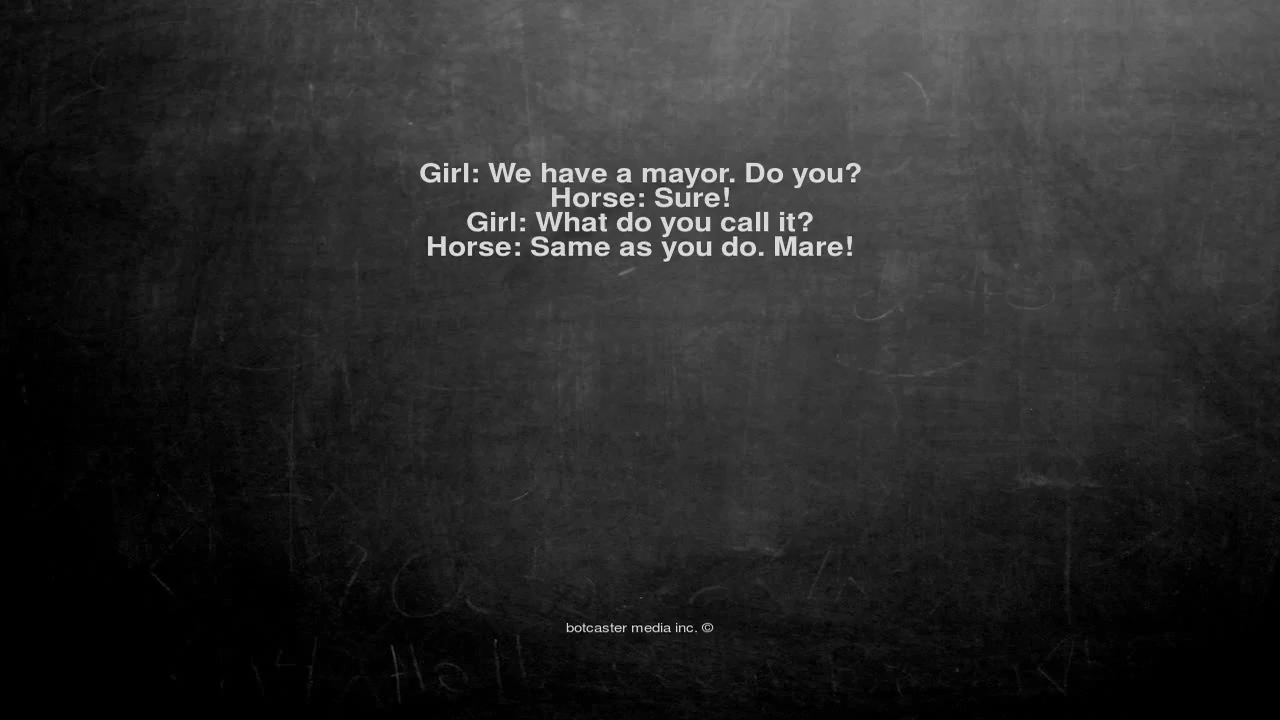 Girl: We have a mayor. Do you?
Horse: Sure!
Girl: What do you call it?
Horse: Same as you do. Mare!
botcaster media inc. ©